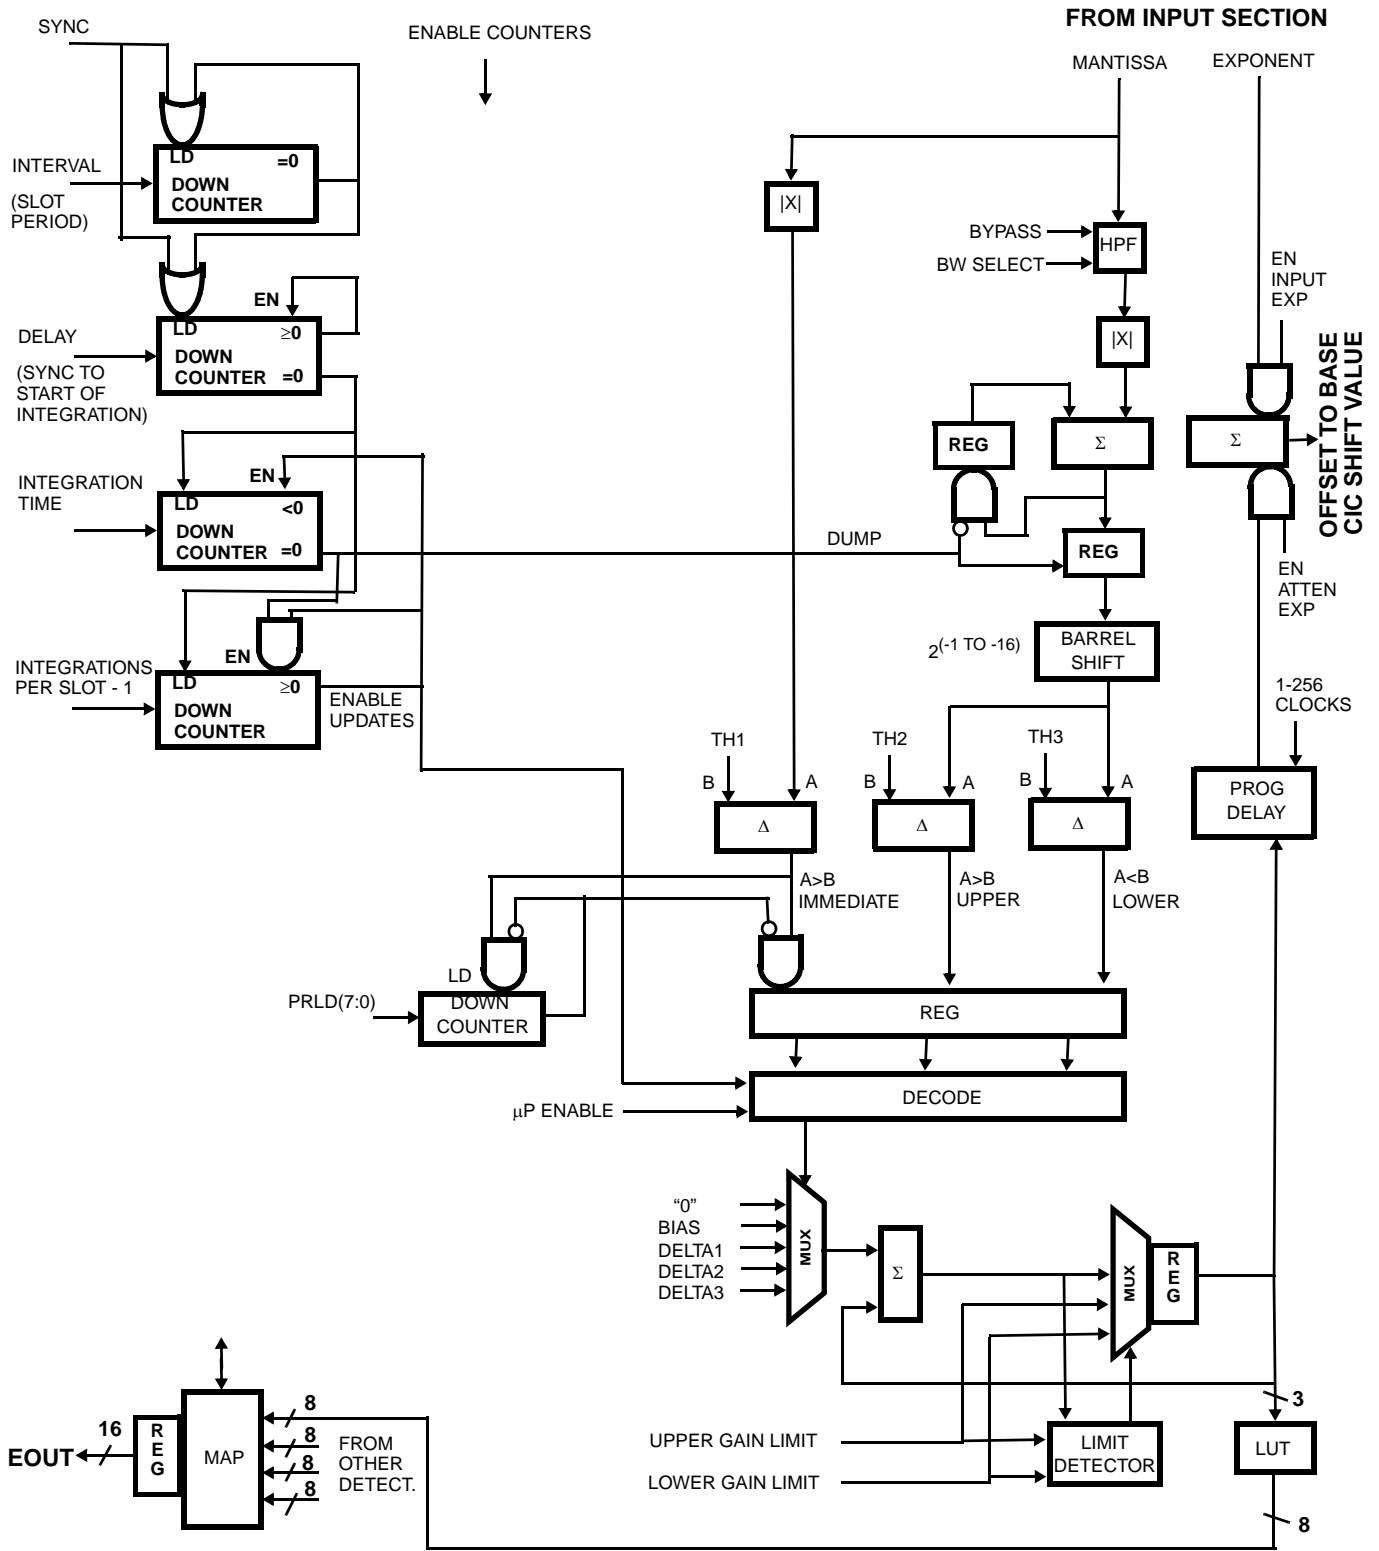 FROM INPUT SECTION
SYNC
ENABLE COUNTERS
MANTISSA
EXPONENT
LD
=0
DOWN
COUNTER
INTERVAL
(SLOT
PERIOD)
|X|
BYPASS
BW SELECT
HPF
EN
INPUT
EXP
EN
LD
≥0
DOWN
COUNTER =0
DELAY
(SYNC TO
START OF
INTEGRATION)
|X|
REG
Σ
Σ
OFFSET TO BASE
CIC SHIFT VALUE
EN
INTEGRATION
TIME
LD
<0
DOWN
COUNTER =0
DUMP
REG
EN
ATTEN
EXP
2(-1 TO -16)
BARREL
SHIFT
EN
INTEGRATIONS
PER SLOT - 1
LD
≥0
DOWN
COUNTER
ENABLE
UPDATES
1-256
CLOCKS
TH1
TH2
TH3
B
A
B
A
B
A
Δ
Δ
Δ
PROG
DELAY
A>B
IMMEDIATE
A>B
UPPER
A<B
LOWER
LD
PRLD(7:0)
DOWN
COUNTER
REG
DECODE
μP ENABLE
“0”
BIAS
DELTA1
DELTA2
DELTA3
MUX
Σ
MUX
REG
3
UPPER GAIN LIMIT
LOWER GAIN LIMIT
LIMIT
DETECTOR
LUT
8
EOUT
16
REG
MAP
8
8
8
8
FROM
OTHER
DETECT.